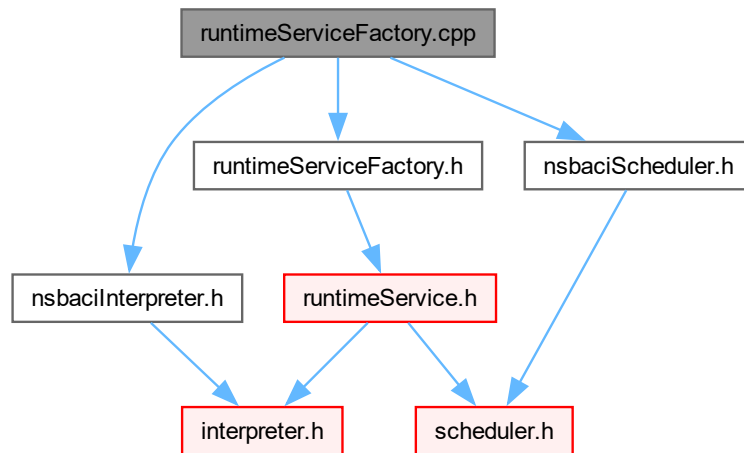 runtimeServiceFactory.cpp
runtimeServiceFactory.h
nsbaciScheduler.h
nsbaciInterpreter.h
runtimeService.h
interpreter.h
scheduler.h